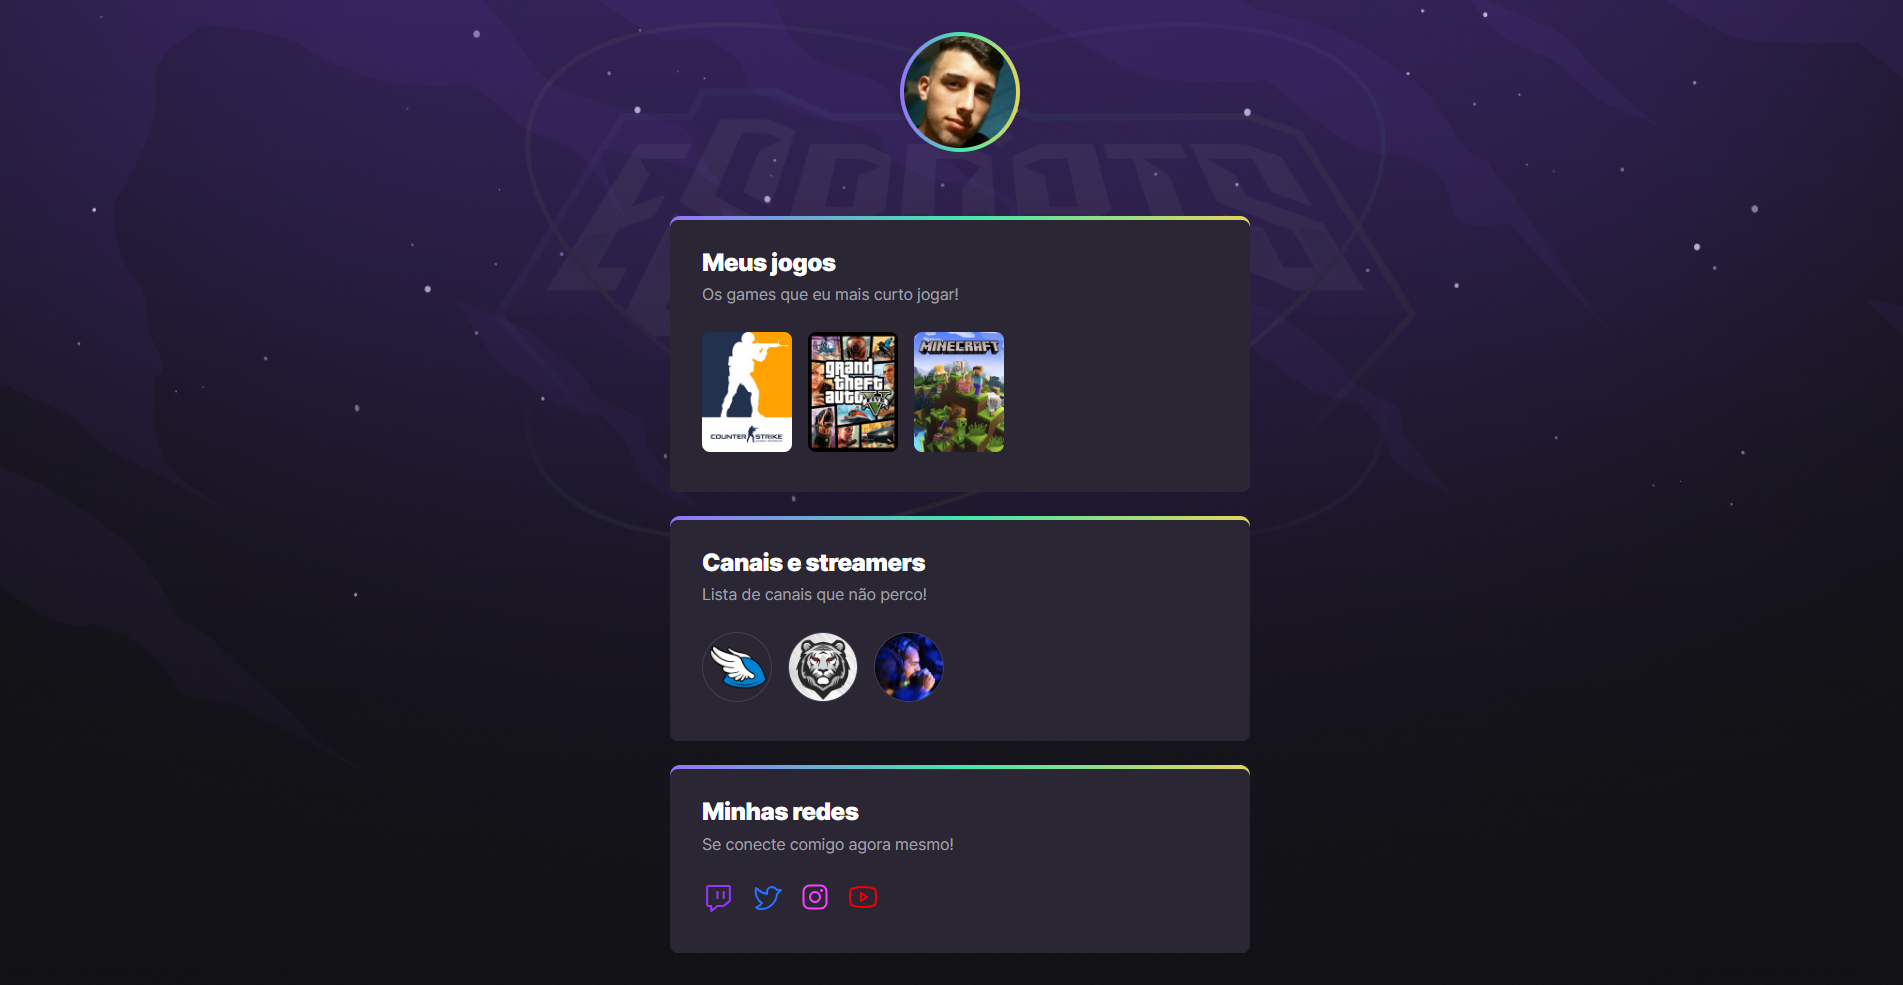 ESPORTS
Meus jogos
Os games que eu mais curto jogar!
COUNTER STRIKE
grand
theft
auto
V
MINECRAFT
Canais e streamers
Lista de canais que não perco!
Minhas redes
Se conecte comigo agora mesmo!